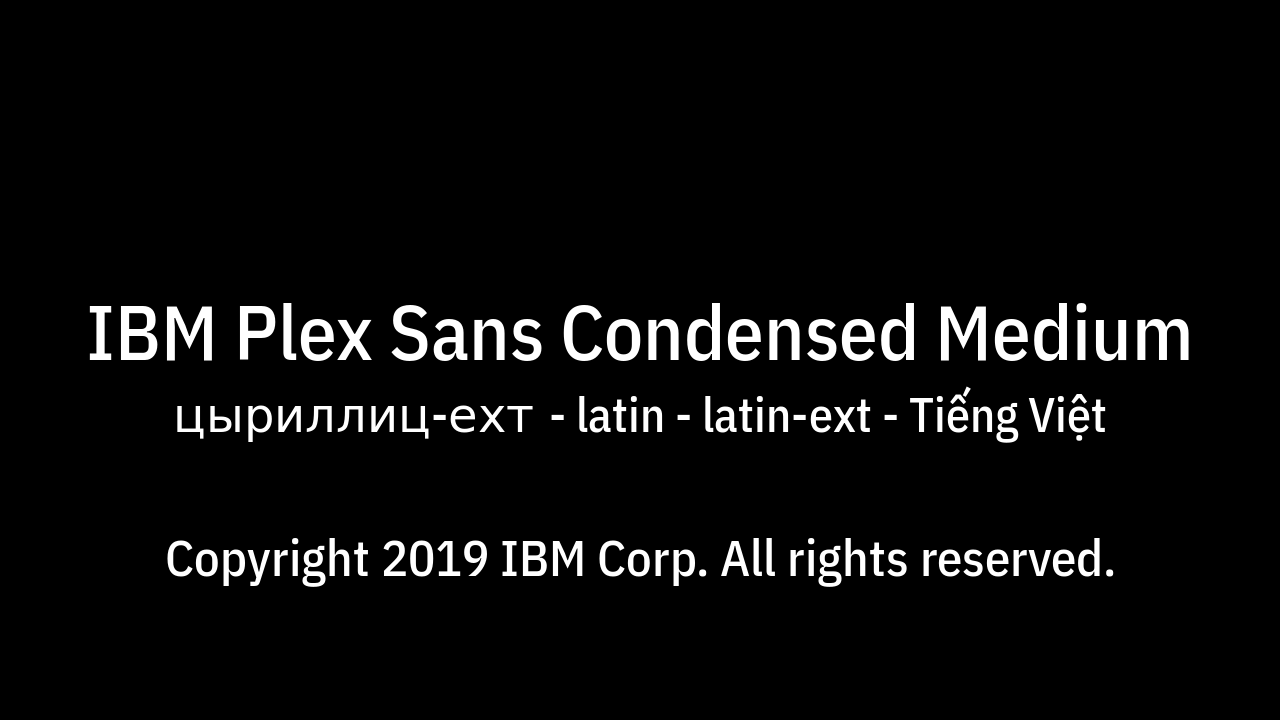 IBM Plex Sans Condensed Medium
цыриллиц-ехт - latin - latin-ext - Tiếng Việt
Copyright 2019 IBM Corp. All rights reserved.